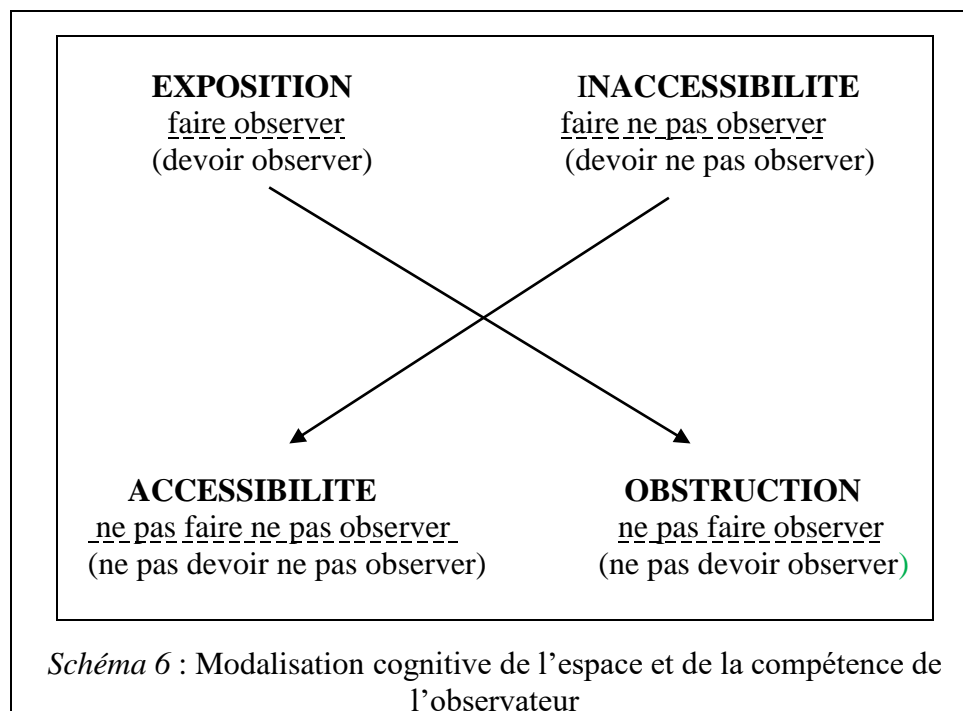 EXPOSITION
faire observer
(devoir observer)
INACCESSIBILITE
faire ne pas observer
(devoir ne pas observer)
ACCESSIBILITE
ne pas faire ne pas observer
(ne pas devoir ne pas observer)
OBSTRUCTION
ne pas faire observer
(ne pas devoir observer)
Schéma 6 : Modalisation cognitive de l’espace et de la compétence de
l’observateur